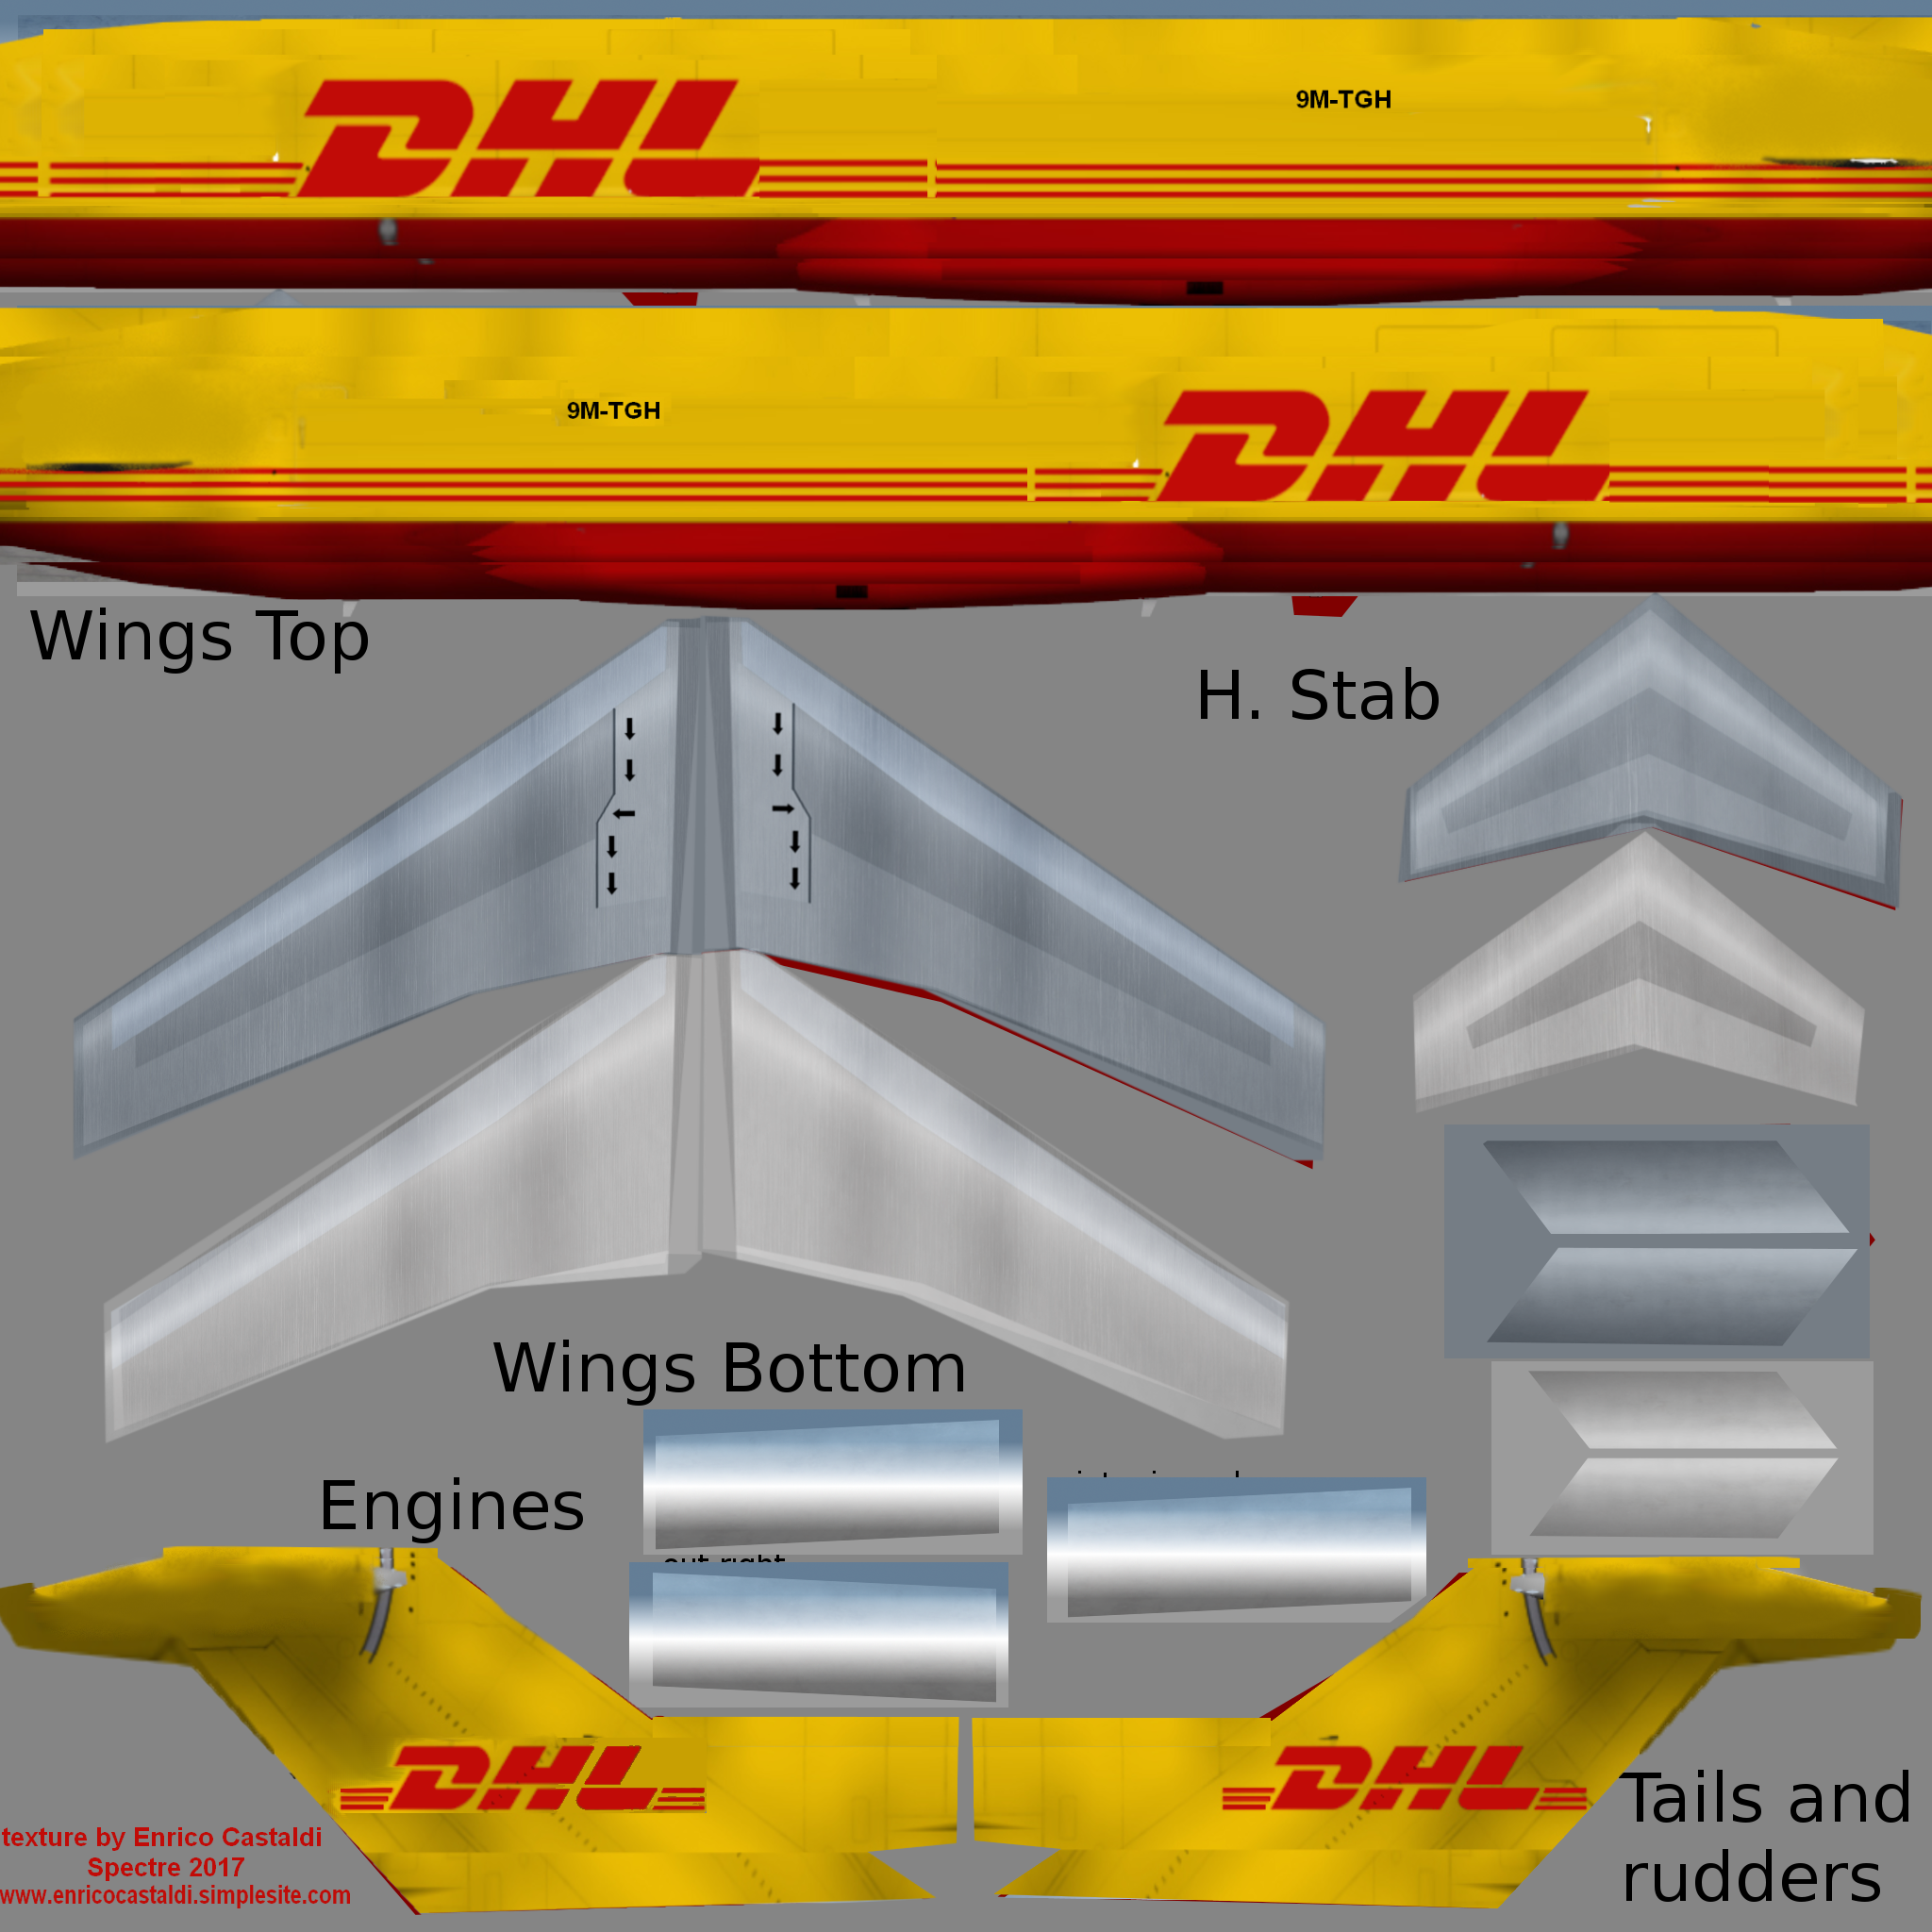 DHL
9M-TGH
9M-TGH
DHL
Wings Top
H. Stab
Wings Bottom
Engines
out right
DHL
DHL
Tails and
rudders
texture by Enrico Castaldi
Spectre 2017
www.enricocastaldi.simplesite.com